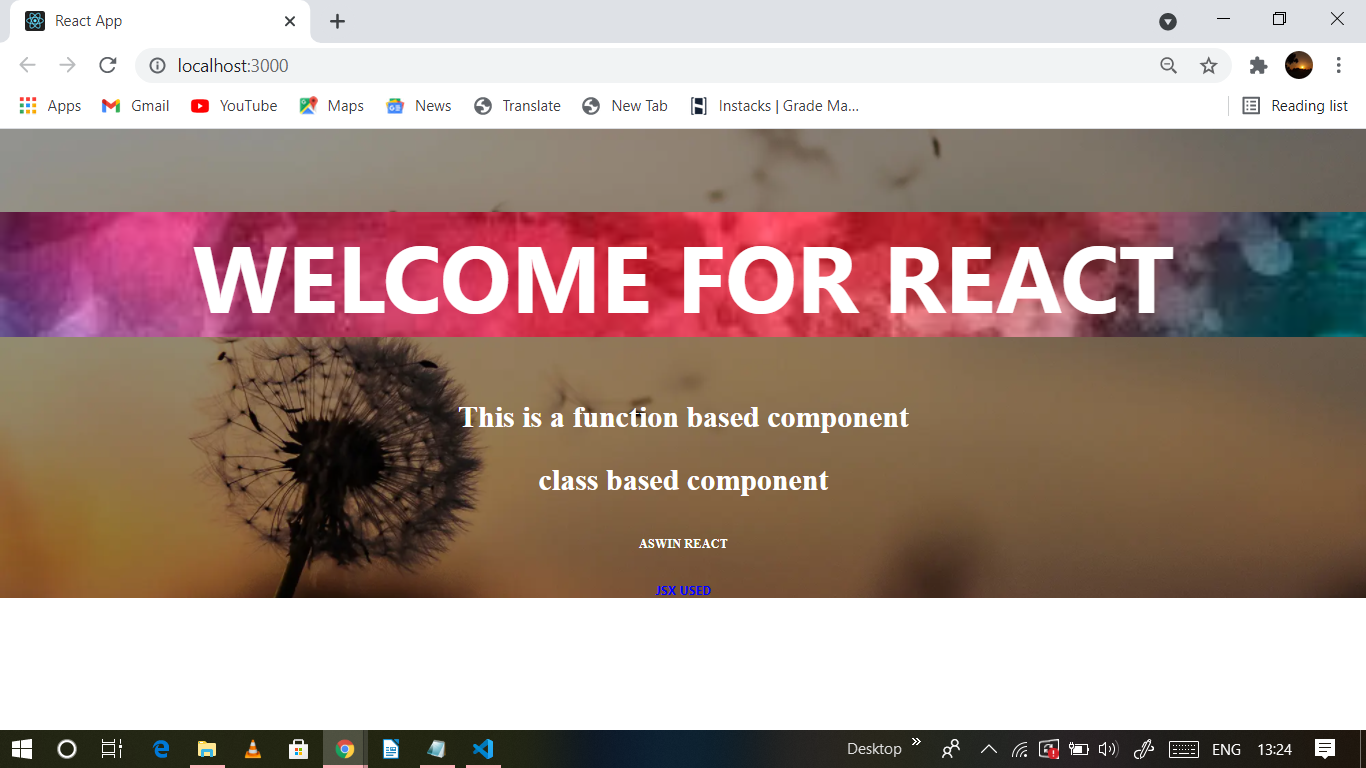 React App
localhost:3000
Apps Gmail YouTube Maps News Translate New Tab Instacks | Grade Ma... Reading list
WELCOME FOR REACT
This is a function based component
class based component
ASWIN REACT
JSX USED
Desktop » ENG 13:24